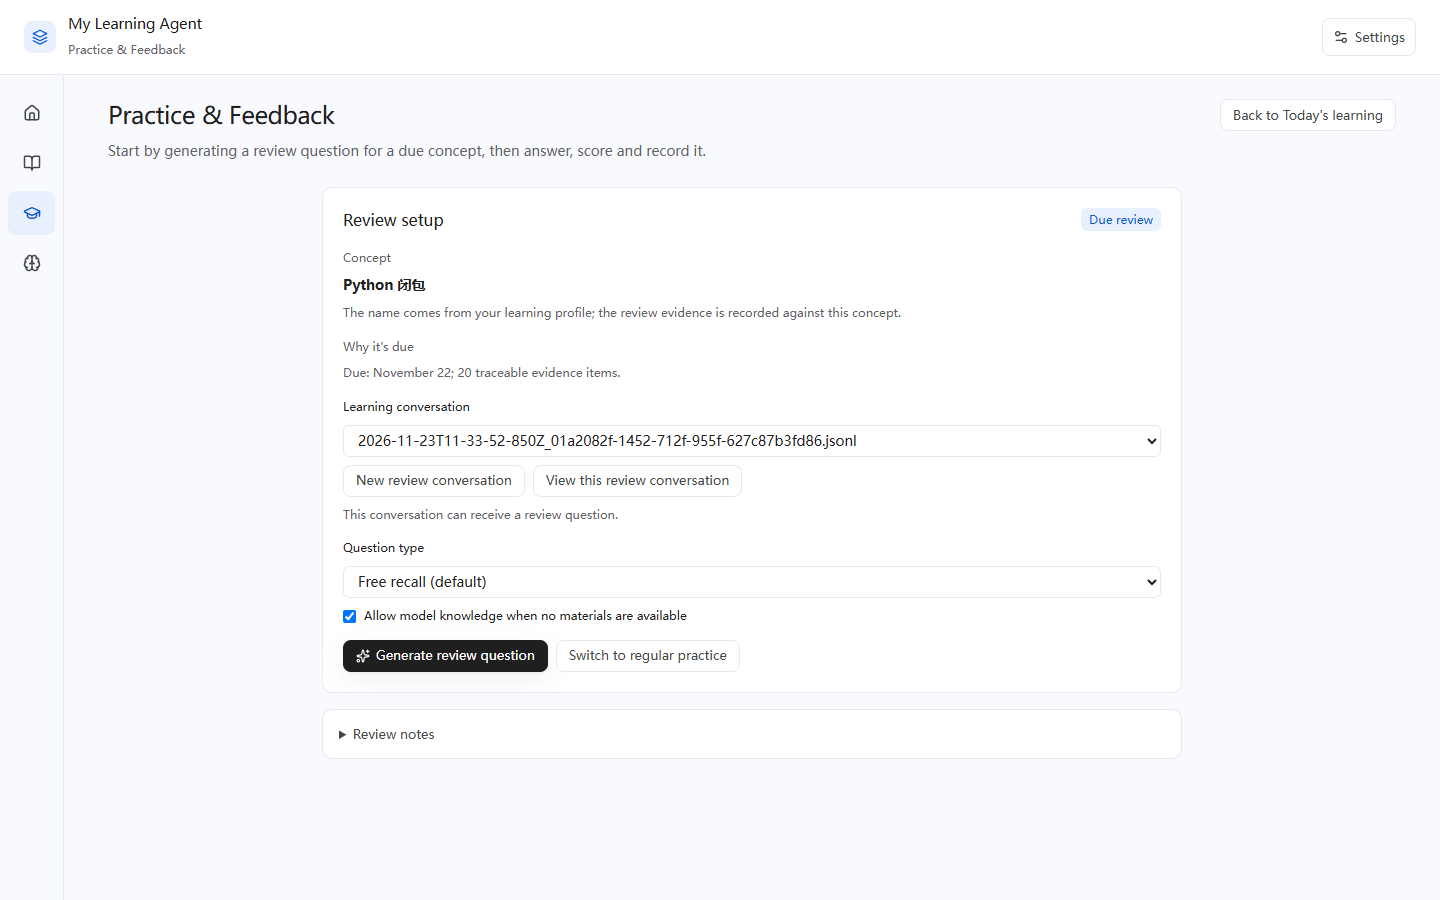 My Learning Agent
Practice & Feedback
Settings
Practice & Feedback
Back to Today's learning
Start by generating a review question for a due concept, then answer, score and record it.
Review setup
Due review
Concept
Python 闭包
The name comes from your learning profile; the review evidence is recorded against this concept.
Why it's due
Due: November 22; 20 traceable evidence items.
Learning conversation
2026-11-23T11-33-52-850Z_01a2082f-1452-712f-955f-627c87b3fd86.jsonl
New review conversation
View this review conversation
This conversation can receive a review question.
Question type
Free recall (default)
Allow model knowledge when no materials are available
Generate review question
Switch to regular practice
Review notes